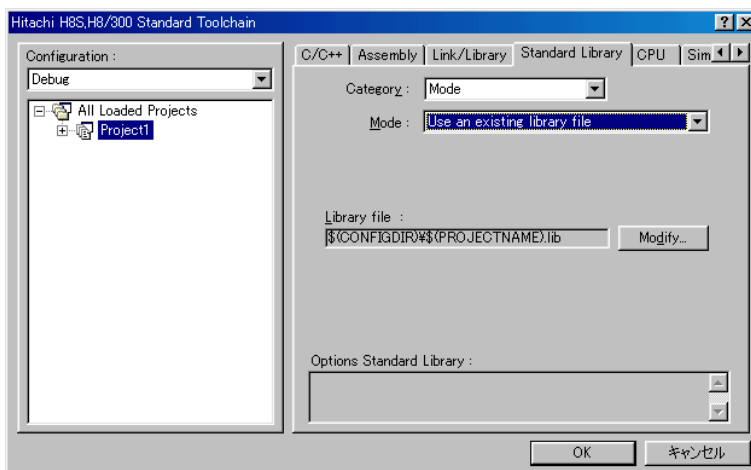 Hitachi H8S,H8/300 Standard Toolchain
Configuration :
Debug
All Loaded Projects
Project1
C/C++ Assembly Link/Library Standard Library CPU Sim
Category : Mode
Mode : Use an existing library file
Library file :
$(CONFIGDIR)¥$(PROJECTNAME).lib Modify...
Options Standard Library :
OK キャンセル